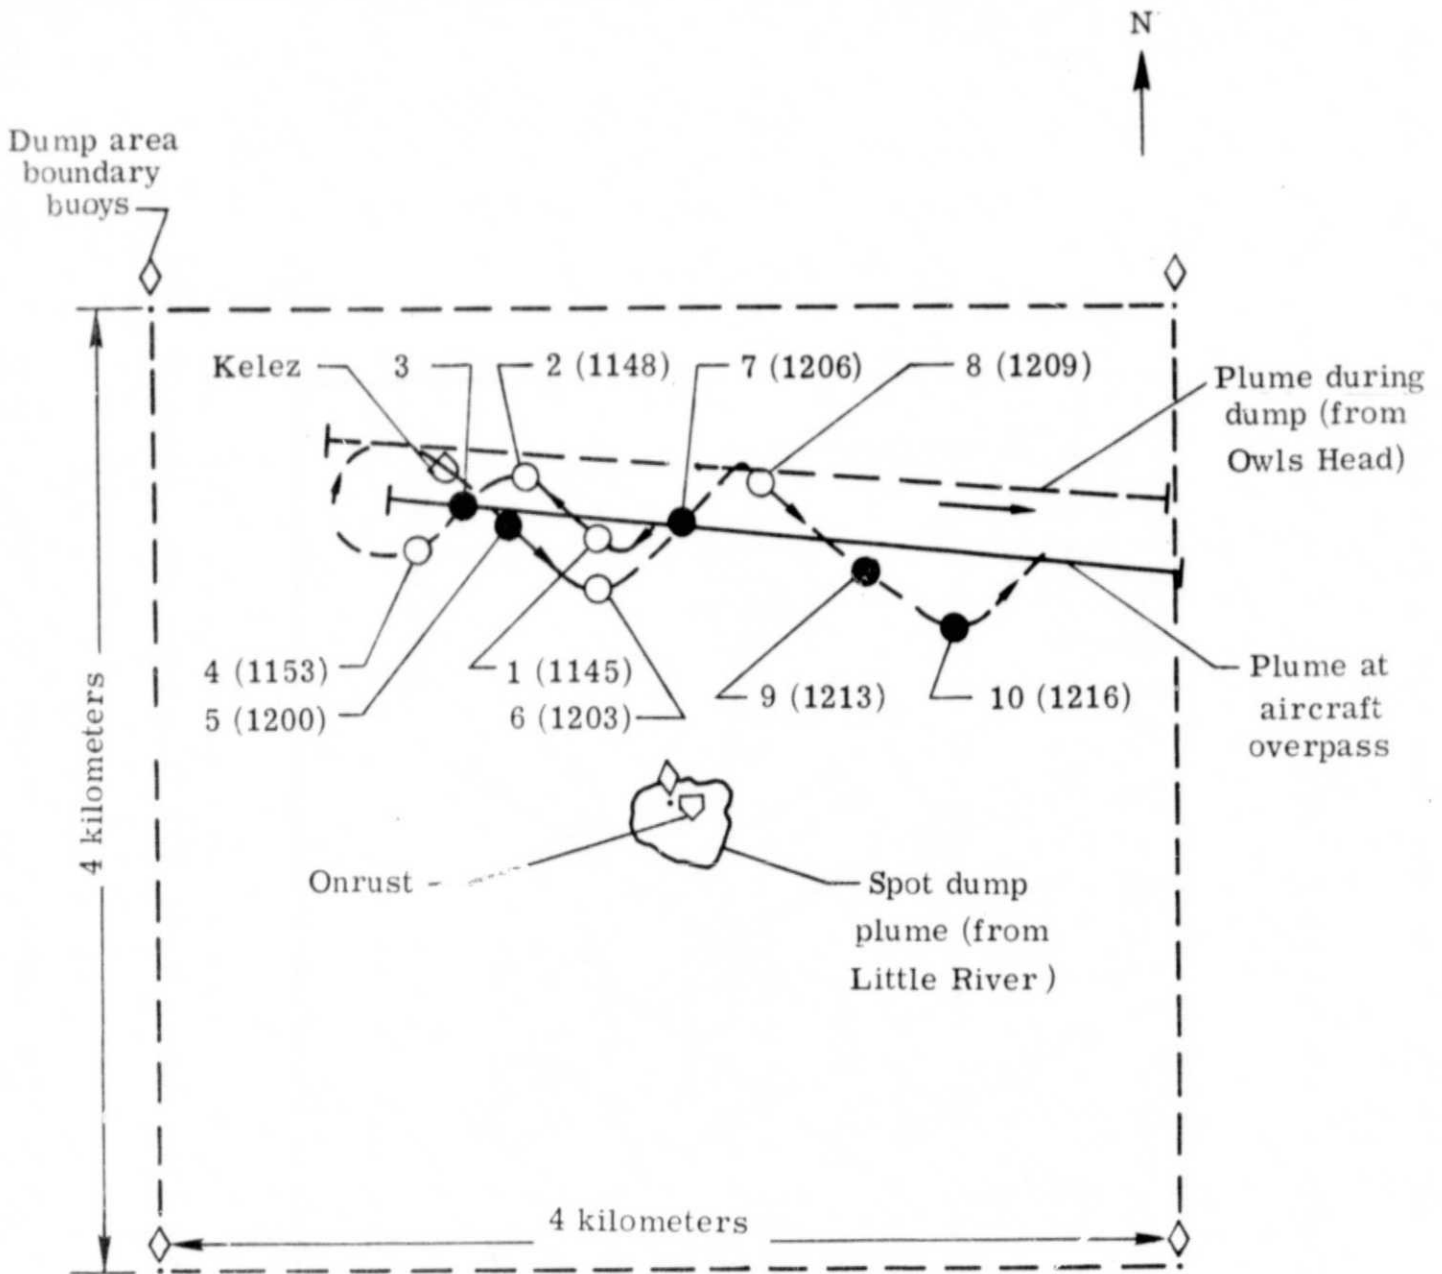 N
Dump area
boundary
buoys
Kelez
3
2 (1148)
7 (1206)
8 (1209)
Plume during
dump (from
Owls Head)
4 (1153)
1 (1145)
9 (1213)
10 (1216)
Plume at
aircraft
overpass
5 (1200)
6 (1203)
4 kilometers
Onrust
Spot dump
plume (from
Little River)
4 kilometers